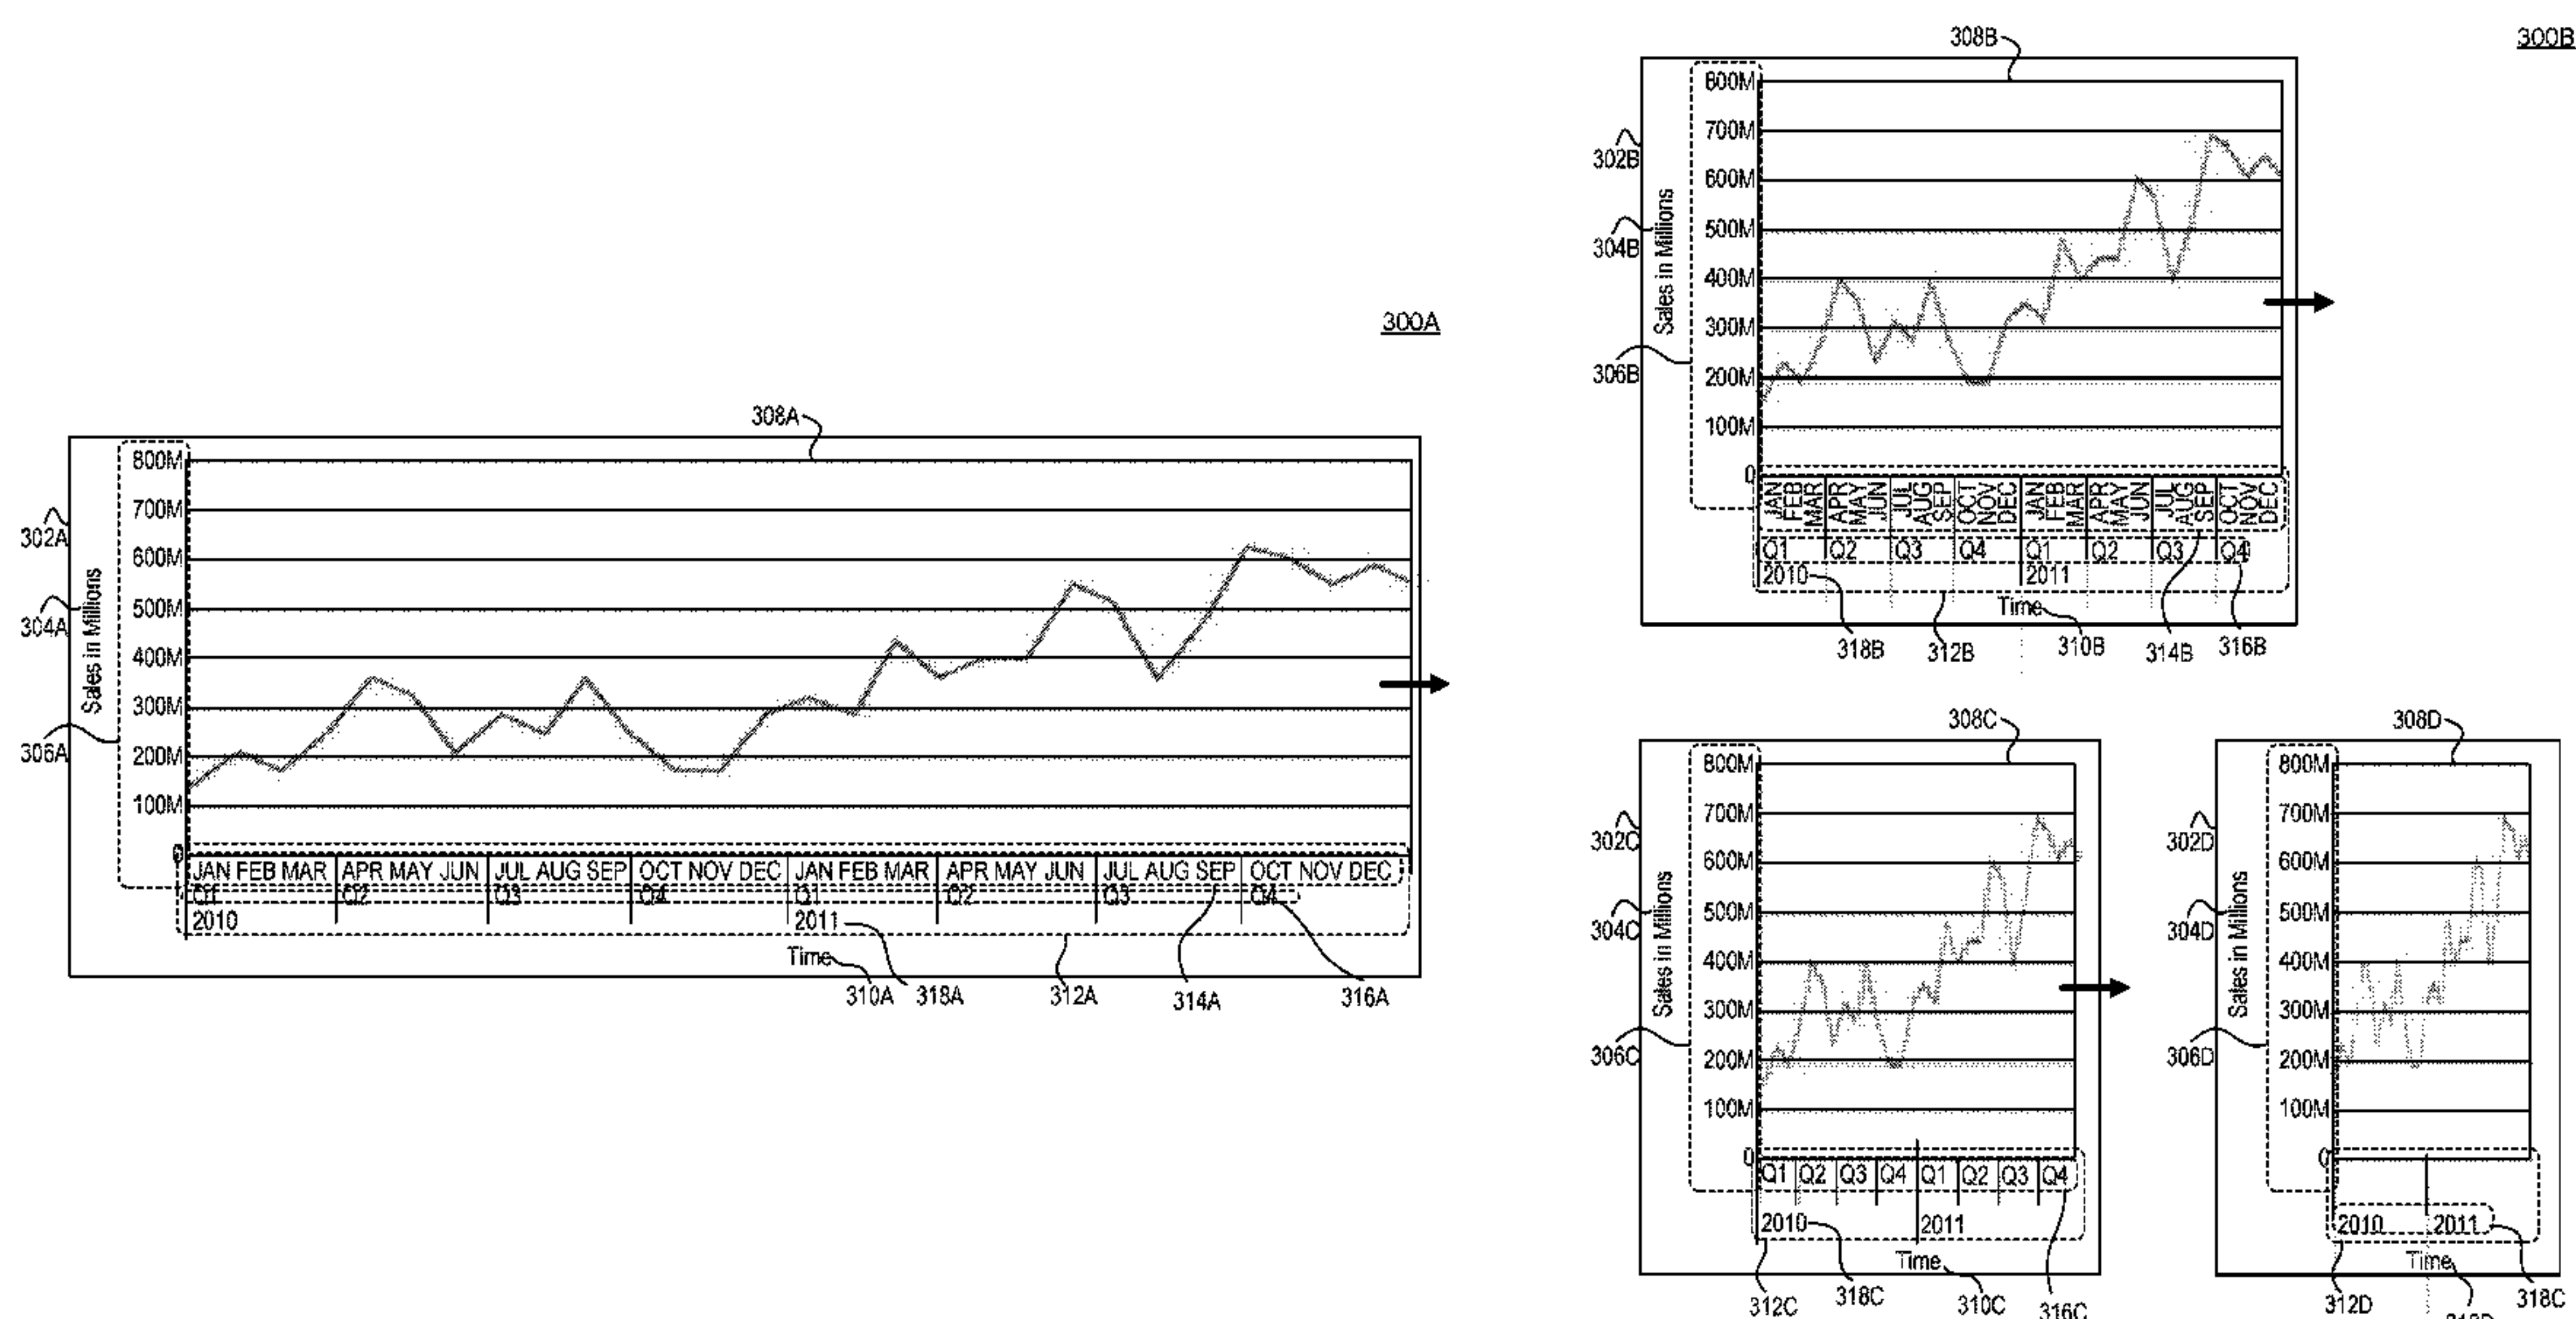 300A
308A
800M
700M
302A
600M
Sales in Millions
500M
304A
400M
300M
306A
200M
100M
0
JAN FEB MAR APR MAY JUN JUL AUG SEP OCT NOV DEC JAN FEB MAR APR MAY JUN JUL AUG SEP OCT NOV DEC
Q1 Q2 Q3 Q4 Q1 Q2 Q3 Q4
2010 2011
Time
310A 318A 312A 314A 316A
300B
308B
800M
700M
302B
600M
Sales in Millions
500M
304B
400M
300M
306B
200M
100M
0
JAN FEB MAR APR MAY JUN JUL AUG SEP OCT NOV DEC JAN FEB MAR APR MAY JUN JUL AUG SEP OCT NOV DEC
Q1 Q2 Q3 Q4 Q1 Q2 Q3 Q4
2010 2011
Time
318B 312B 310B 314B 316B
308C
800M
700M
302C
600M
Sales in Millions
500M
304C
400M
300M
306C
200M
100M
0
Q1 Q2 Q3 Q4 Q1 Q2 Q3 Q4
2010 2011
Time
312C 318C 310C 316C
308D
800M
700M
302D
600M
Sales in Millions
500M
304D
400M
300M
306D
200M
100M
0
2010 2011
Time
312D 318C